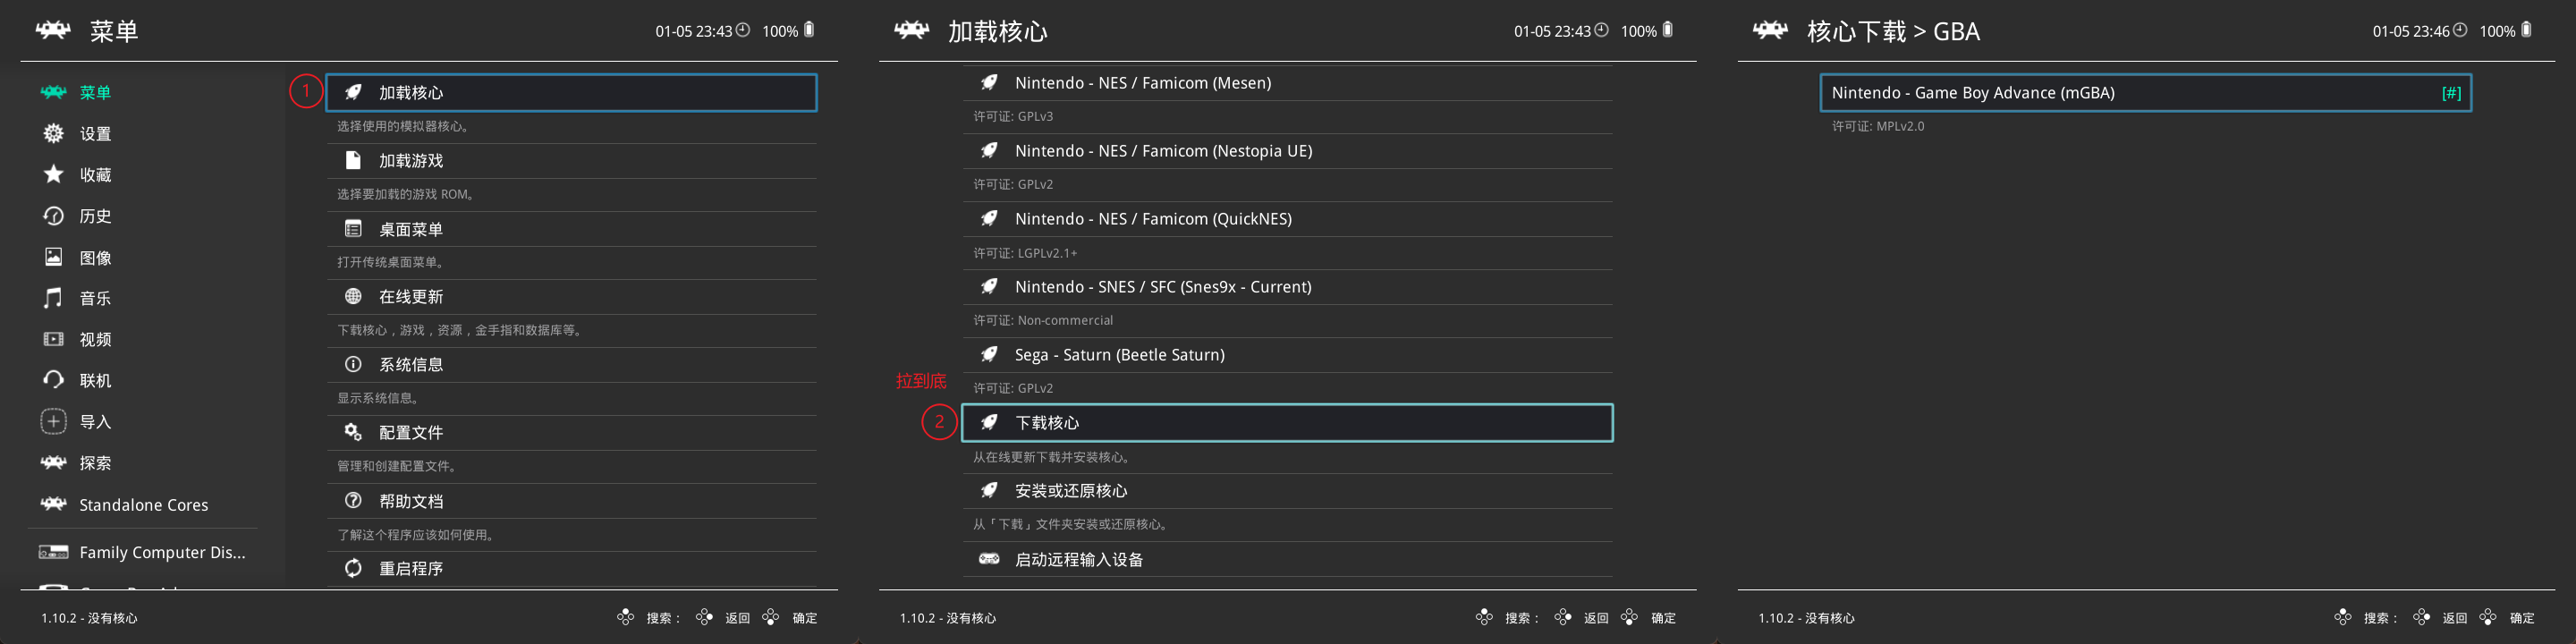 菜单
01-05 23:43 100%
菜单
设置
收藏
历史
图像
音乐
视频
联机
导入
探索
Standalone Cores
Family Computer Dis...
1
加载核心
选择使用的模拟器核心。
加载游戏
选择要加载的游戏 ROM。
桌面菜单
打开传统桌面菜单。
在线更新
下载核心，游戏，资源，金手指和数据库等。
系统信息
显示系统信息。
配置文件
管理和创建配置文件。
帮助文档
了解这个程序应该如何使用。
重启程序
1.10.2 - 没有核心
搜索： 返回 确定
加载核心
01-05 23:43 100%
Nintendo - NES / Famicom (Mesen)
许可证: GPLv3
Nintendo - NES / Famicom (Nestopia UE)
许可证: GPLv2
Nintendo - NES / Famicom (QuickNES)
许可证: LGPLv2.1+
Nintendo - SNES / SFC (Snes9x - Current)
许可证: Non-commercial
Sega - Saturn (Beetle Saturn)
许可证: GPLv2
拉到底
2
下载核心
从在线更新下载并安装核心。
安装或还原核心
从「下载」文件夹安装或还原核心。
启动远程输入设备
1.10.2 - 没有核心
搜索： 返回 确定
核心下载 > GBA
01-05 23:46 100%
Nintendo - Game Boy Advance (mGBA) [#]
许可证: MPLv2.0
1.10.2 - 没有核心
搜索： 返回 确定